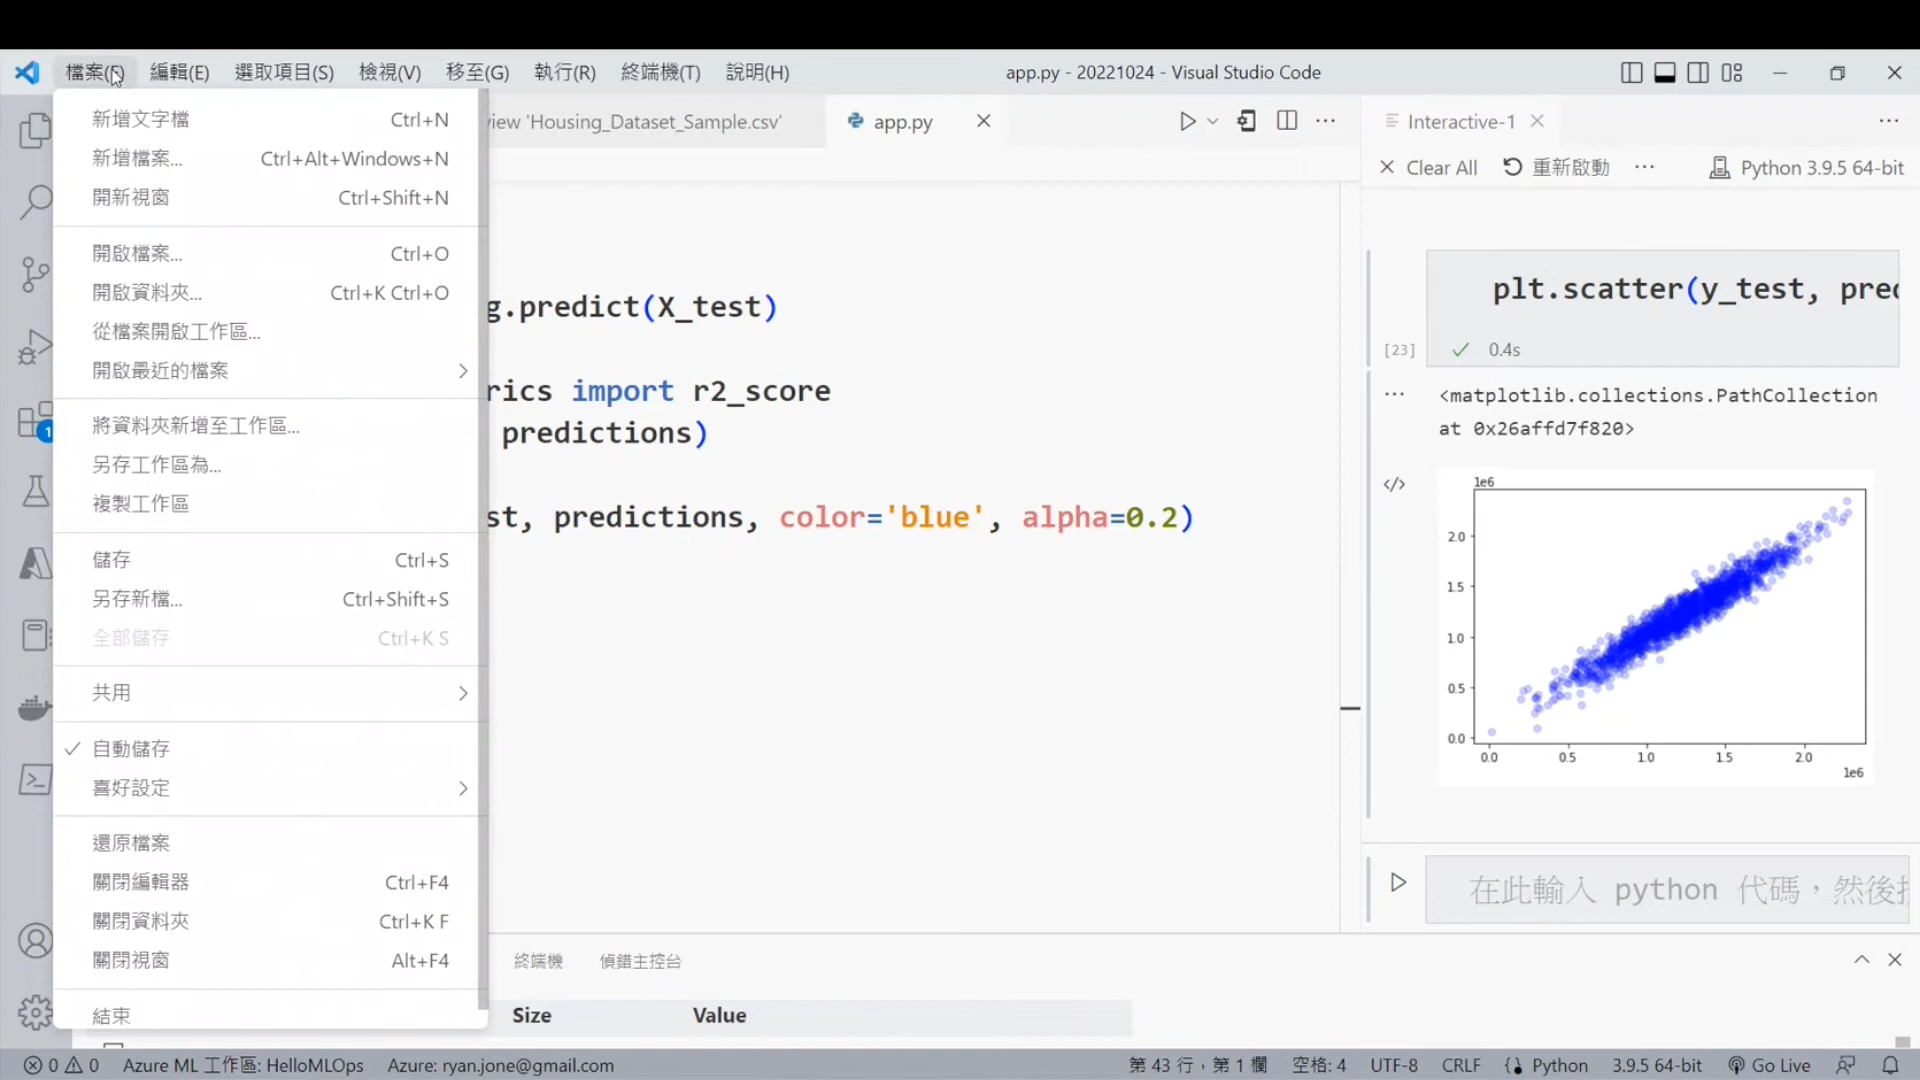 檔案(F) 編輯(E) 選取項目(S) 檢視(V) 移至(G) 執行(R) 終端機(T) 說明(H) app.py - 20221024 - Visual Studio Code
新增文字檔 Ctrl+N
新增檔案... Ctrl+Alt+Windows+N
開新視窗 Ctrl+Shift+N
開啟檔案... Ctrl+O
開啟資料夾... Ctrl+K Ctrl+O
從檔案開啟工作區...
開啟最近的檔案
將資料夾新增至工作區...
另存工作區為...
複製工作區
儲存 Ctrl+S
另存新檔... Ctrl+Shift+S
全部儲存 Ctrl+K S
共用
自動儲存
喜好設定
還原檔案
關閉編輯器 Ctrl+F4
關閉資料夾 Ctrl+K F
關閉視窗 Alt+F4
結束
1
view 'Housing_Dataset_Sample.csv' app.py
g.predict(X_test)
rics import r2_score
predictions)
st, predictions, color='blue', alpha=0.2)
Interactive-1
Clear All 重新啟動 ... Python 3.9.5 64-bit
plt.scatter(y_test, pred
[23] 0.4s
<matplotlib.collections.PathCollection
at 0x26affd7f820>
1e6
2.0
1.5
1.0
0.5
0.0
0.0 0.5 1.0 1.5 2.0
1e6
在此輸入 python 代碼，然後按
終端機 偵錯主控台
Size Value
0 0 Azure ML 工作區: HelloMLOps Azure: ryan.jone@gmail.com 第 43 行，第 1 欄 空格: 4 UTF-8 CRLF Python 3.9.5 64-bit Go Live